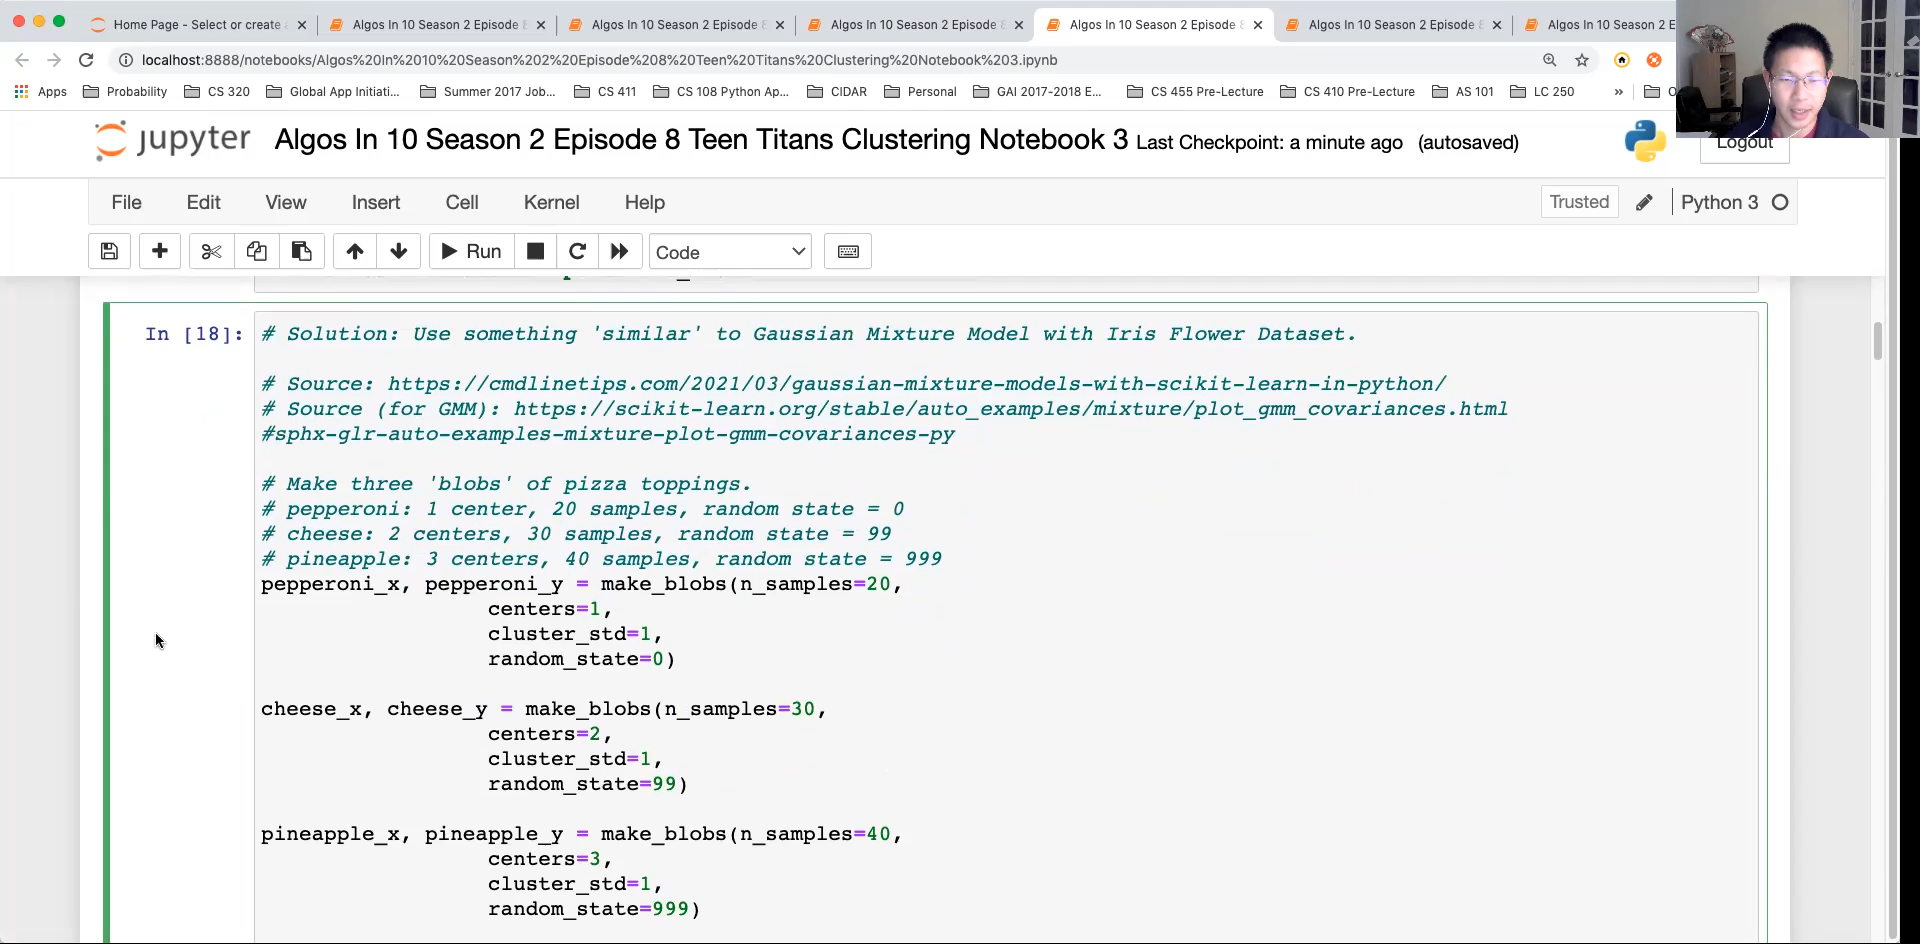 Home Page - Select or create
Algos In 10 Season 2 Episode
Algos In 10 Season 2 Episode
Algos In 10 Season 2 Episode
Algos In 10 Season 2 Episode
Algos In 10 Season 2 Episode
Algos In 10 Season 2 E
localhost:8888/notebooks/Algos%20In%2010%20Season%202%20Episode%208%20Teen%20Titans%20Clustering%20Notebook%203.ipynb
Apps Probability CS 320 Global App Initiati... Summer 2017 Job... CS 411 CS 108 Python Ap... CIDAR Personal GAI 2017-2018 E... CS 455 Pre-Lecture CS 410 Pre-Lecture AS 101 LC 250 » O
jupyter Algos In 10 Season 2 Episode 8 Teen Titans Clustering Notebook 3 Last Checkpoint: a minute ago (autosaved)
Logout
File Edit View Insert Cell Kernel Help Trusted Python 3
Run Code
In [18]: # Solution: Use something 'similar' to Gaussian Mixture Model with Iris Flower Dataset.
# Source: https://cmdlinetips.com/2021/03/gaussian-mixture-models-with-scikit-learn-in-python/
# Source (for GMM): https://scikit-learn.org/stable/auto_examples/mixture/plot_gmm_covariances.html
#sphx-glr-auto-examples-mixture-plot-gmm-covariances-py
# Make three 'blobs' of pizza toppings.
# pepperoni: 1 center, 20 samples, random state = 0
# cheese: 2 centers, 30 samples, random state = 99
# pineapple: 3 centers, 40 samples, random state = 999
pepperoni_x, pepperoni_y = make_blobs(n_samples=20,
centers=1,
cluster_std=1,
random_state=0)
cheese_x, cheese_y = make_blobs(n_samples=30,
centers=2,
cluster_std=1,
random_state=99)
pineapple_x, pineapple_y = make_blobs(n_samples=40,
centers=3,
cluster_std=1,
random_state=999)